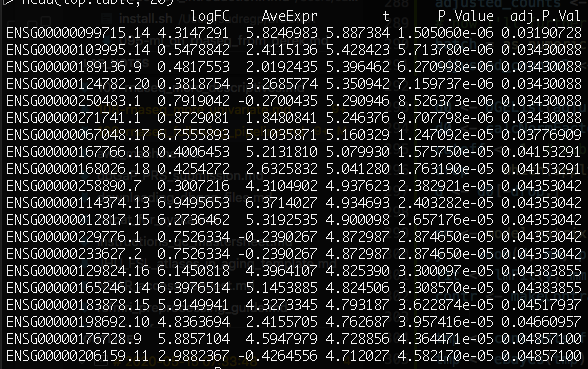 > head(top.table, 20)
logFC AveExpr t P.Value adj.P.Val
ENSG00000099715.14 4.3147291 5.8246983 5.887384 1.505060e-06 0.03190728
ENSG00000103995.14 0.5478842 2.4115136 5.428423 5.713780e-06 0.03430088
ENSG00000189136.9 0.4817553 2.0192435 5.396462 6.270998e-06 0.03430088
ENSG00000124782.20 0.3818754 3.2685774 5.350942 7.159737e-06 0.03430088
ENSG00000250483.1 0.7919042 -0.2700435 5.290946 8.526373e-06 0.03430088
ENSG00000271741.1 0.8729081 1.8480841 5.246376 9.707798e-06 0.03430088
ENSG00000067048.17 6.7555893 5.1035871 5.160329 1.247092e-05 0.03776909
ENSG00000167766.18 0.4006453 5.2131810 5.079930 1.575750e-05 0.04153291
ENSG00000168026.18 0.4254272 2.6325832 5.041280 1.763190e-05 0.04153291
ENSG00000258890.7 0.3007216 4.3104902 4.937623 2.382921e-05 0.04353042
ENSG00000114374.13 6.9495653 5.3714027 4.934693 2.403282e-05 0.04353042
ENSG00000012817.15 6.2736462 5.3192535 4.900098 2.657176e-05 0.04353042
ENSG00000229776.1 0.7526334 -0.2390267 4.872987 2.874650e-05 0.04353042
ENSG00000233627.2 0.7526334 -0.2390267 4.872987 2.874650e-05 0.04353042
ENSG00000129824.16 6.1450818 4.3964107 4.825390 3.300097e-05 0.04383855
ENSG00000165246.14 6.3976514 5.1453885 4.824506 3.308570e-05 0.04383855
ENSG00000183878.15 5.9149941 4.3273345 4.793187 3.622874e-05 0.04517937
ENSG00000198692.10 4.8363694 2.4155705 4.762687 3.957416e-05 0.04660957
ENSG00000176728.9 5.8857104 4.5947979 4.728856 4.364471e-05 0.04857100
ENSG00000206159.11 2.9882367 -0.4264556 4.712027 4.582170e-05 0.04857100